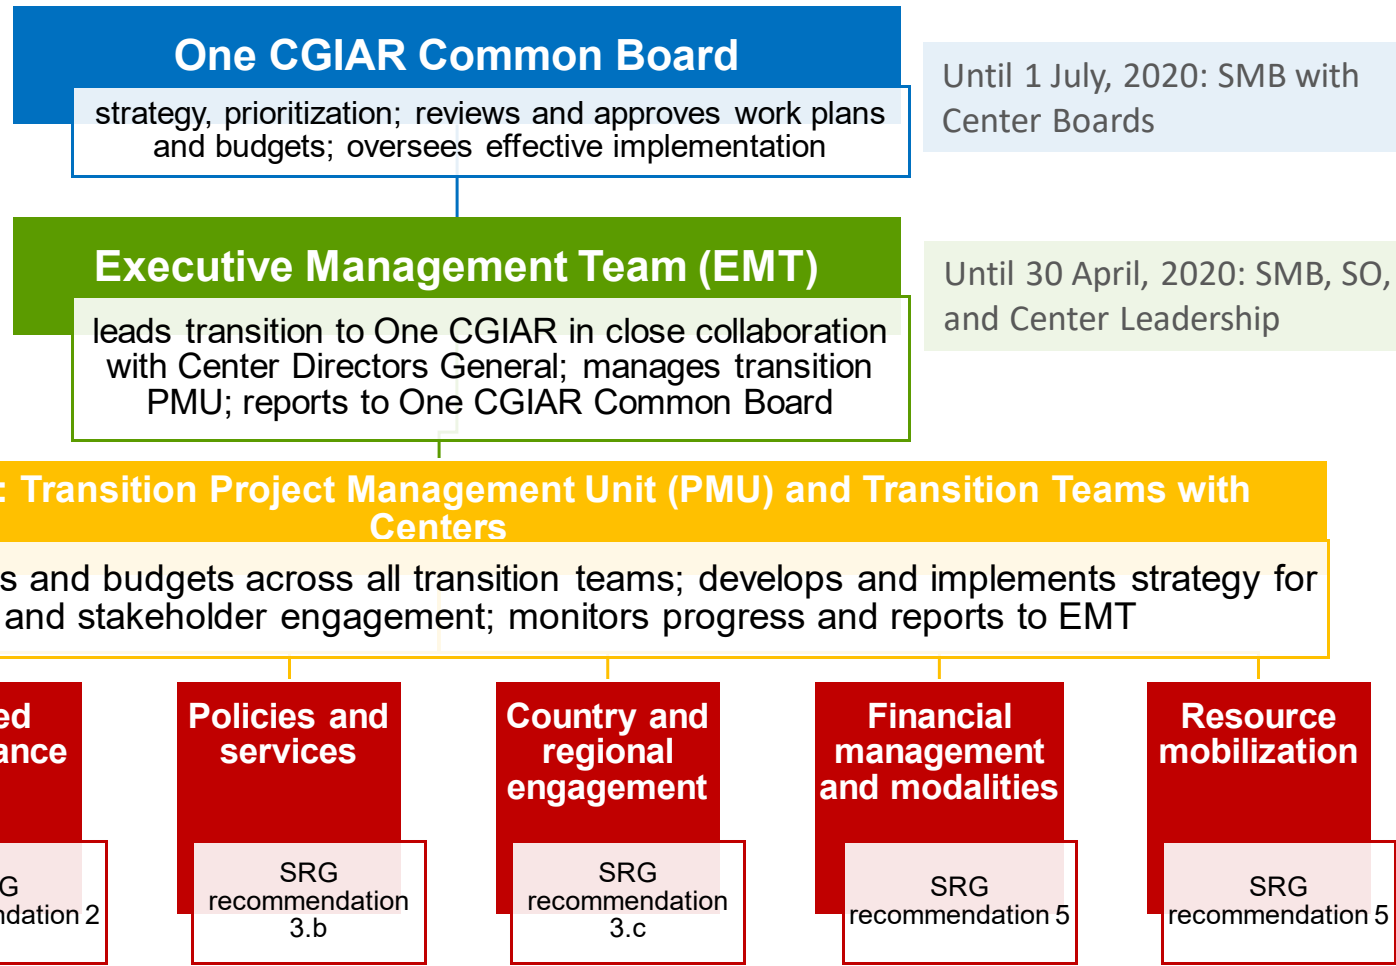 One CGIAR Common Board
strategy, prioritization; reviews and approves work plans
and budgets; oversees effective implementation
Until 1 July, 2020: SMB with
Center Boards
Executive Management Team (EMT)
leads transition to One CGIAR in close collaboration
with Center Directors General; manages transition
PMU; reports to One CGIAR Common Board
Until 30 April, 2020: SMB, SO,
and Center Leadership
: Transition Project Management Unit (PMU) and Transition Teams with
Centers
s and budgets across all transition teams; develops and implements strategy for
and stakeholder engagement; monitors progress and reports to EMT
ed
ance
G
ndation 2
Policies and
services
SRG
recommendation
3.b
Country and
regional
engagement
SRG
recommendation
3.c
Financial
management
and modalities
SRG
recommendation 5
Resource
mobilization
SRG
recommendation 5